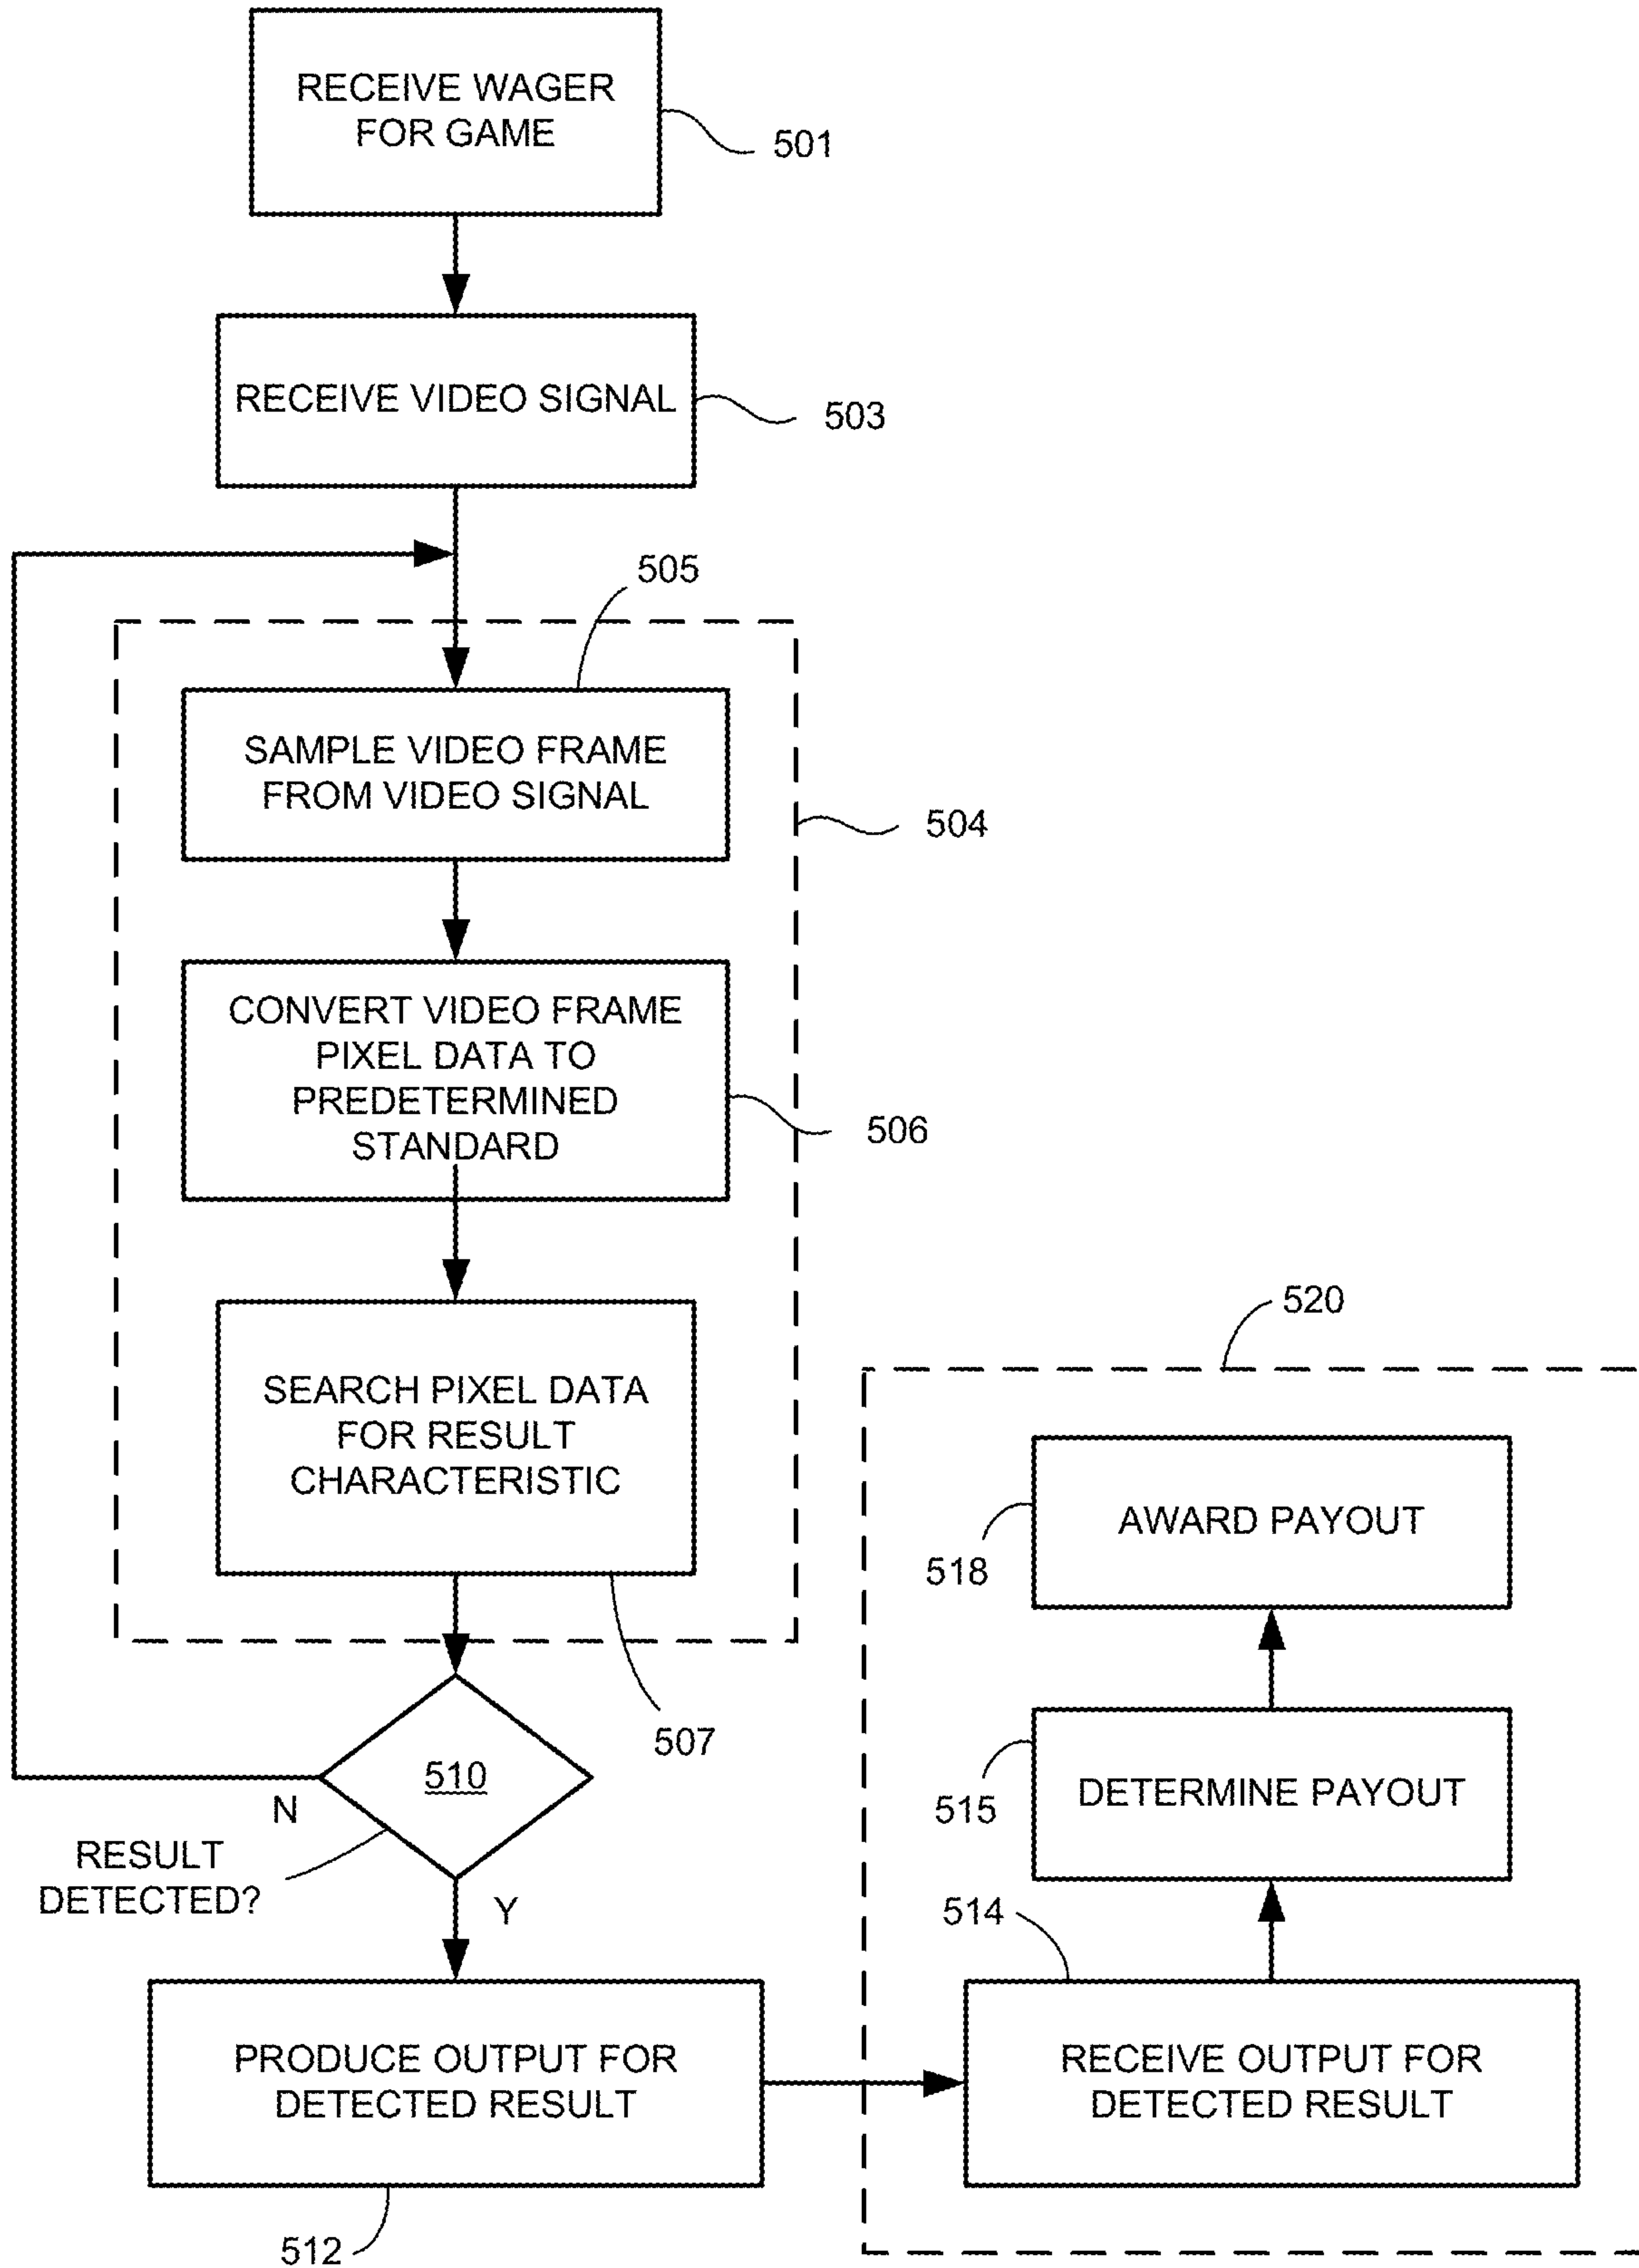 RECEIVE WAGER
FOR GAME
501
RECEIVE VIDEO SIGNAL
503
505
SAMPLE VIDEO FRAME
FROM VIDEO SIGNAL
504
CONVERT VIDEO FRAME
PIXEL DATA TO
PREDETERMINED
STANDARD
506
SEARCH PIXEL DATA
FOR RESULT
CHARACTERISTIC
507
510
N
RESULT
DETECTED?
Y
PRODUCE OUTPUT FOR
DETECTED RESULT
512
520
AWARD PAYOUT
518
DETERMINE PAYOUT
515
514
RECEIVE OUTPUT FOR
DETECTED RESULT